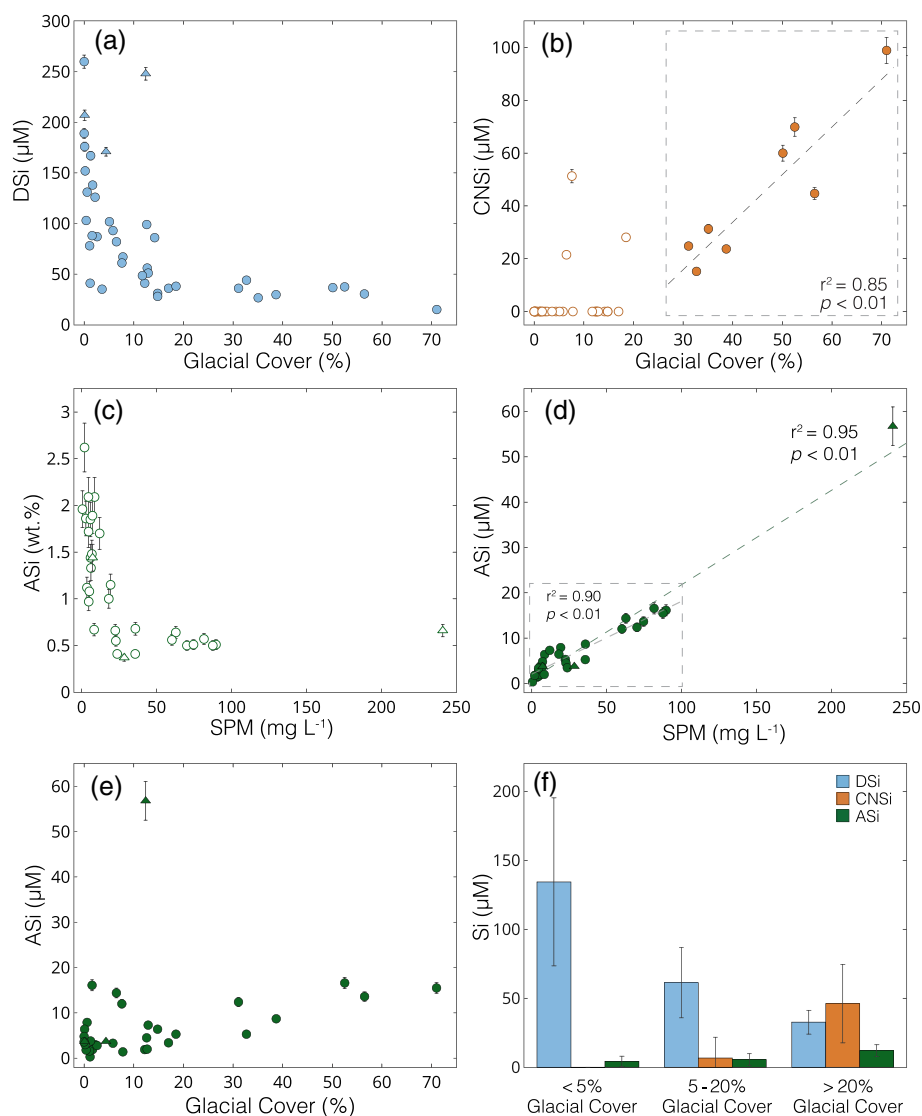 (a)
300
250
200
150
100
50
0
DSi (μM)
0 10 20 30 40 50 60 70
Glacial Cover (%)
(b)
100
80
60
40
20
0
CNSi (μM)
r² = 0.85
p < 0.01
0 10 20 30 40 50 60 70
Glacial Cover (%)
(c)
3
2.5
2
1.5
1
0.5
0
ASi (wt.%)
0 50 100 150 200 250
SPM (mg L⁻¹)
(d)
60
50
40
30
20
10
0
ASi (μM)
r² = 0.95
p < 0.01
r² = 0.90
p < 0.01
0 50 100 150 200 250
SPM (mg L⁻¹)
(e)
60
50
40
30
20
10
0
ASi (μM)
0 10 20 30 40 50 60 70
Glacial Cover (%)
(f)
DSi
CNSi
ASi
200
150
100
50
0
Si (μM)
<5% 5-20% >20%
Glacial Cover Glacial Cover Glacial Cover